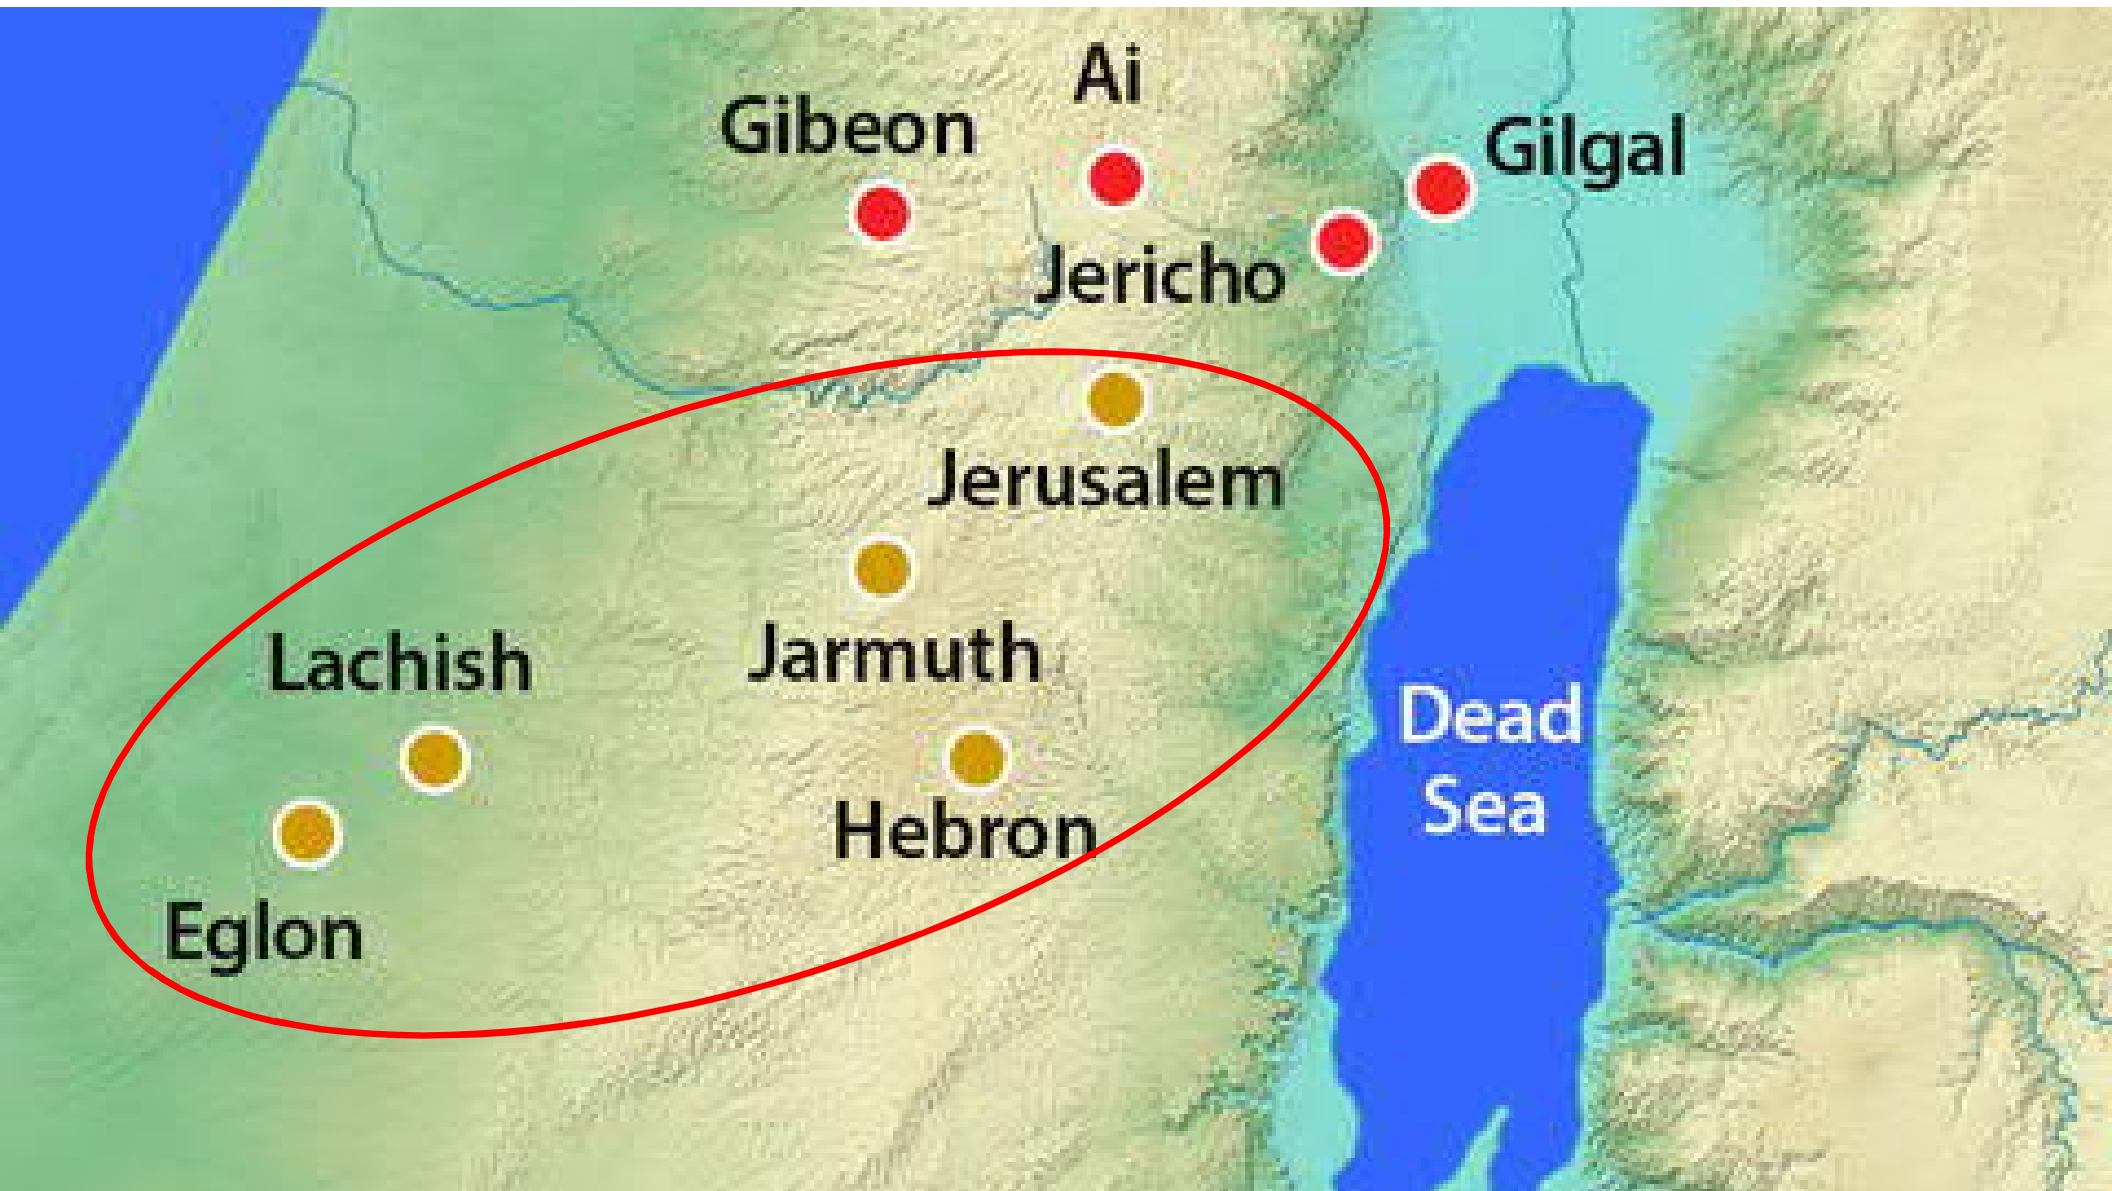 Ai
Gibeon
Gilgal
Jericho
Jerusalem
Jarmuth
Lachish
Dead
Sea
Hebron
Eglon